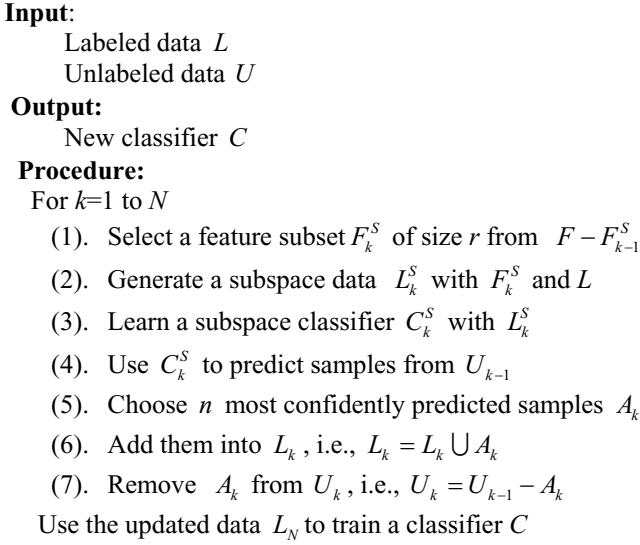 Input:
Labeled data L
Unlabeled data U
Output:
New classifier C
Procedure:
For k=1 to N
(1). Select a feature subset F_k^S of size r from F − F_{k−1}^S
(2). Generate a subspace data L_k^S with F_k^S and L
(3). Learn a subspace classifier C_k^S with L_k^S
(4). Use C_k^S to predict samples from U_{k−1}
(5). Choose n most confidently predicted samples A_k
(6). Add them into L_k , i.e., L_k = L_k ⋃ A_k
(7). Remove A_k from U_k , i.e., U_k = U_{k−1} − A_k
Use the updated data L_N to train a classifier C